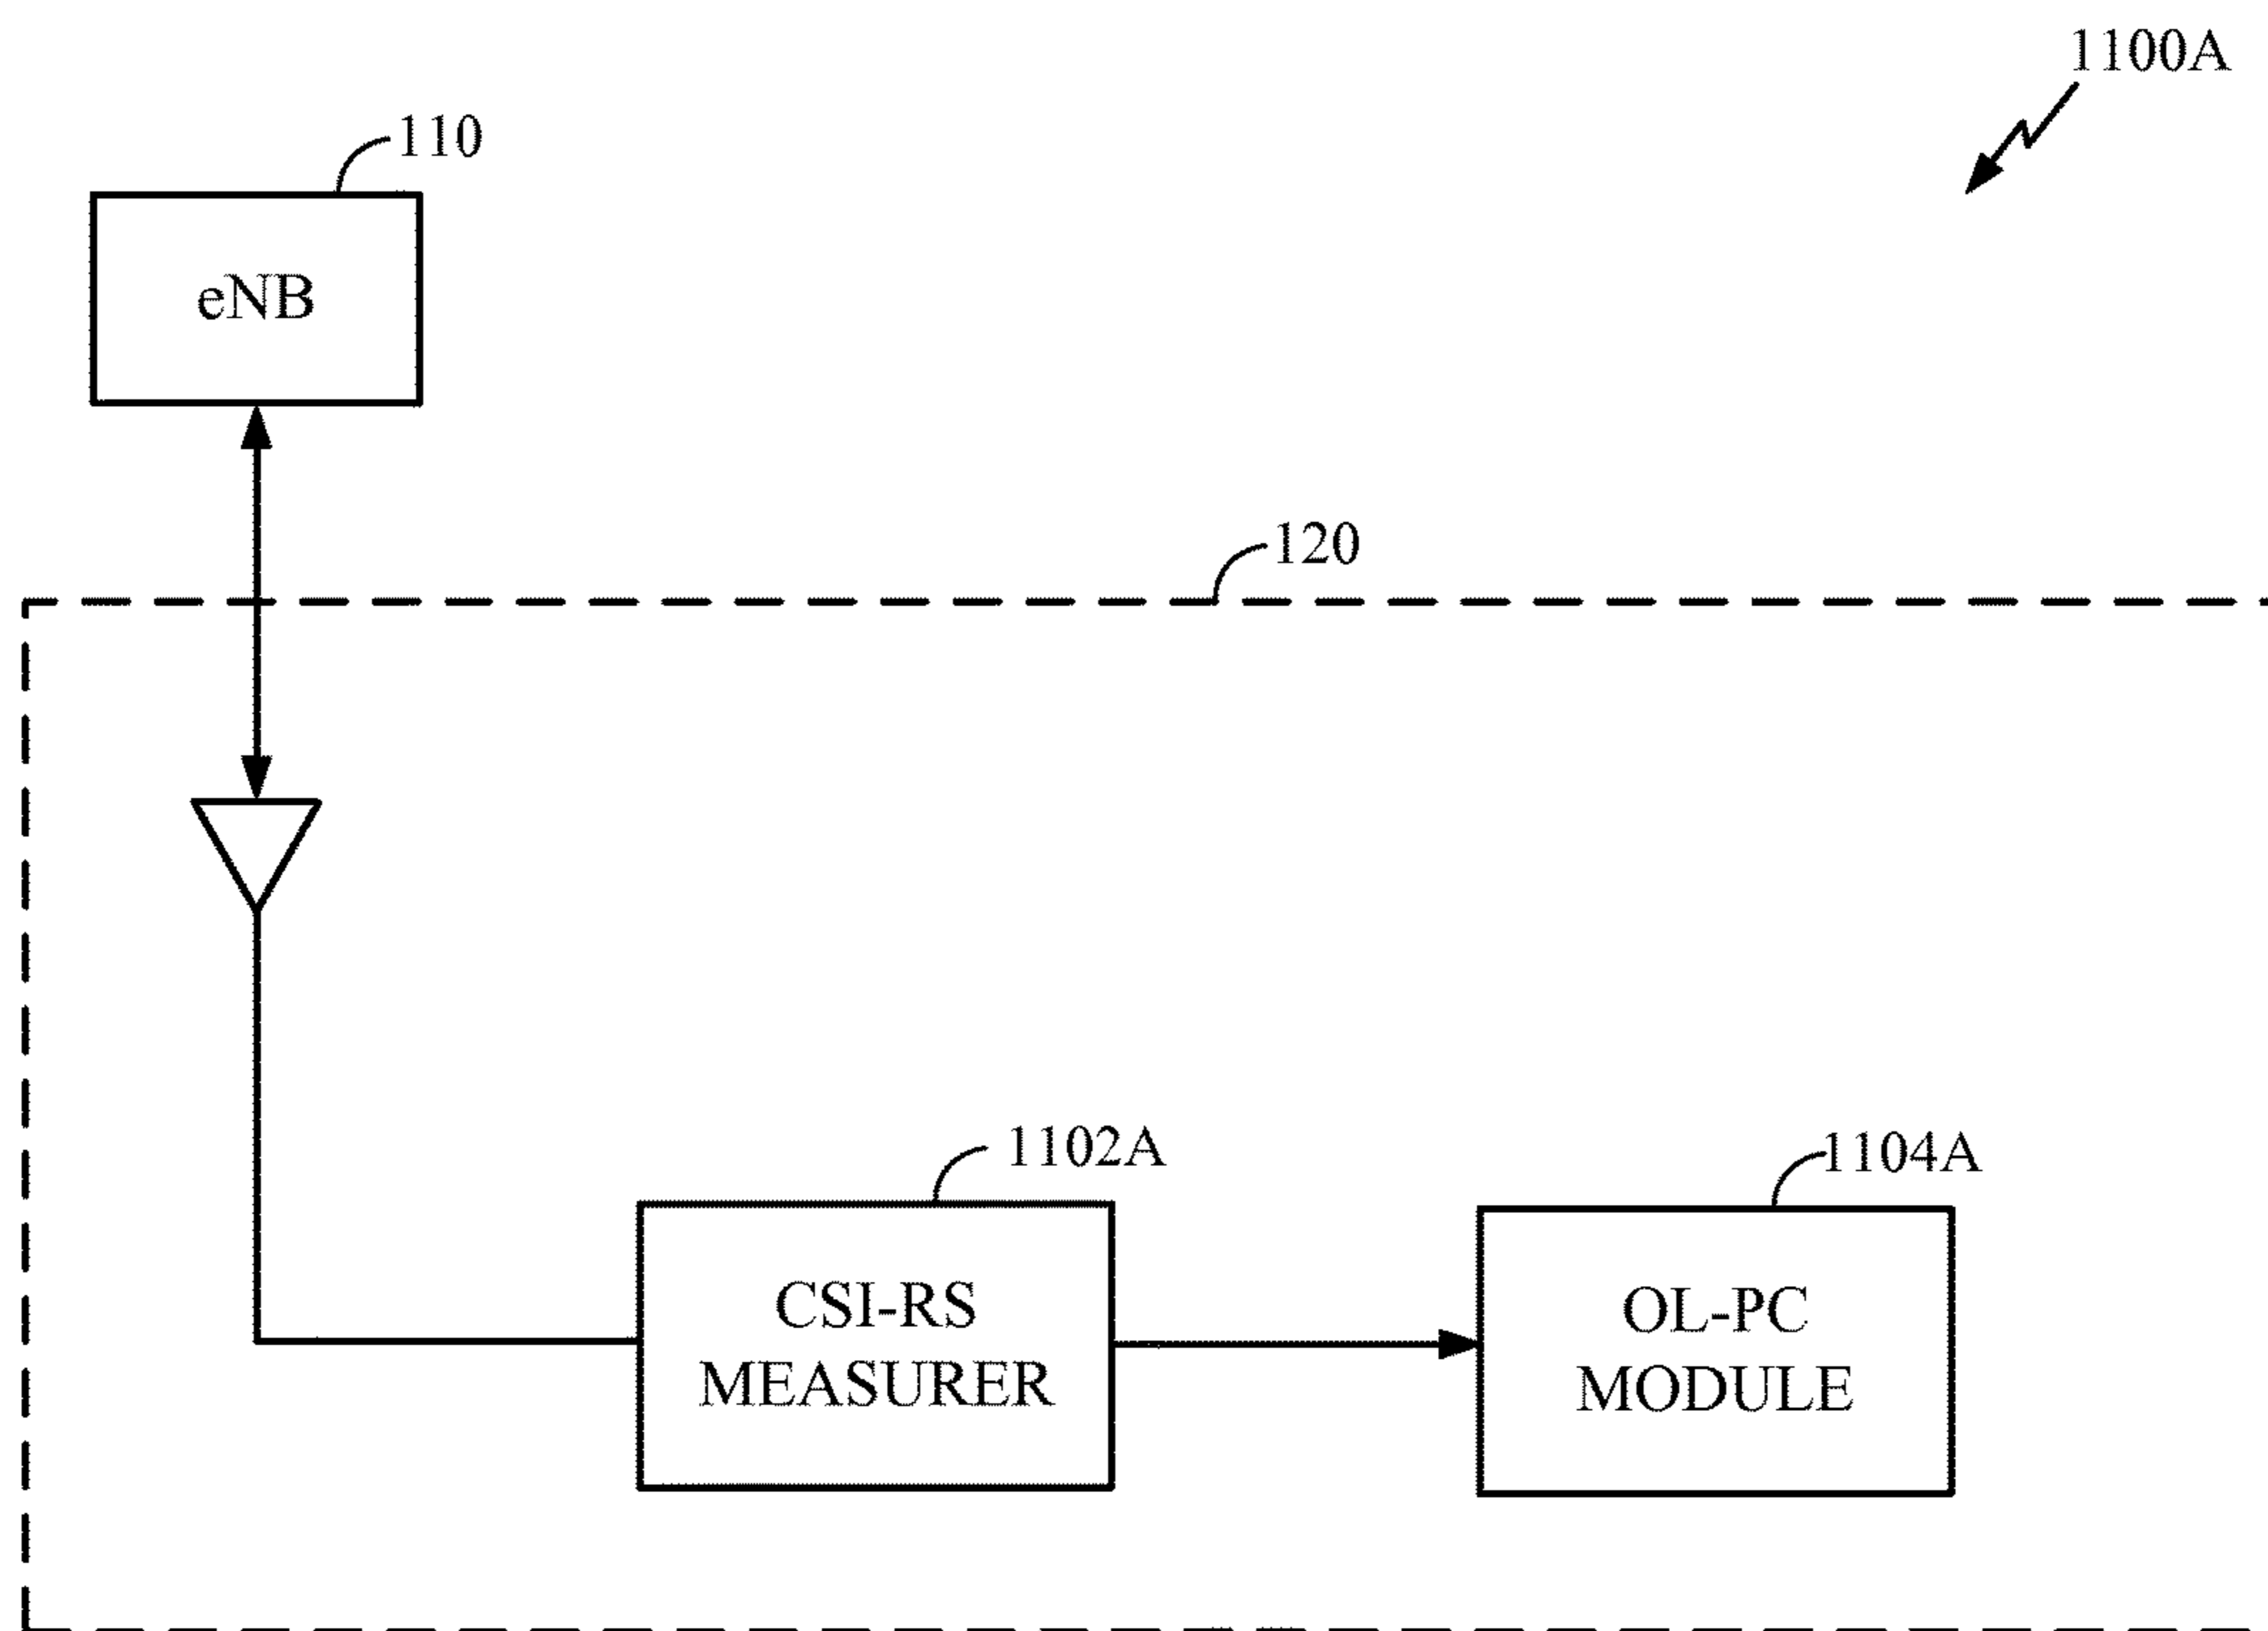 1100A
110
eNB
120
1102A
1104A
CSI-RS
MEASURER
OL-PC
MODULE